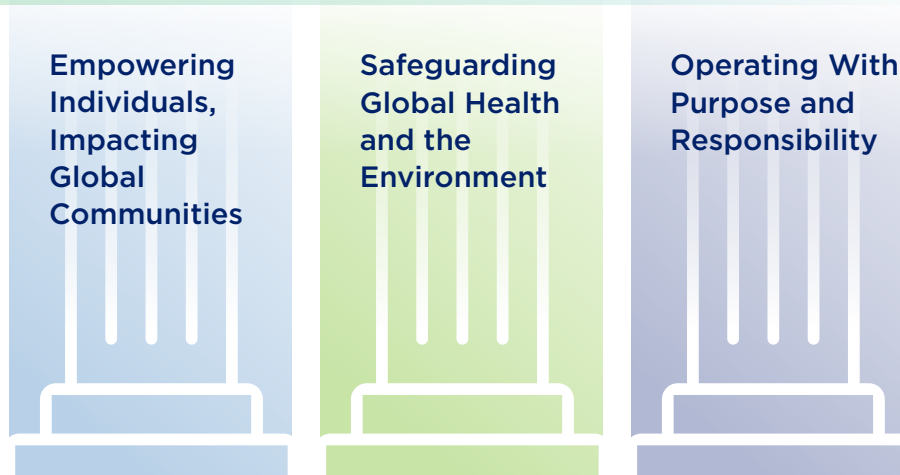 Empowering
Individuals,
Impacting
Global
Communities
Safeguarding
Global Health
and the
Environment
Operating With
Purpose and
Responsibility